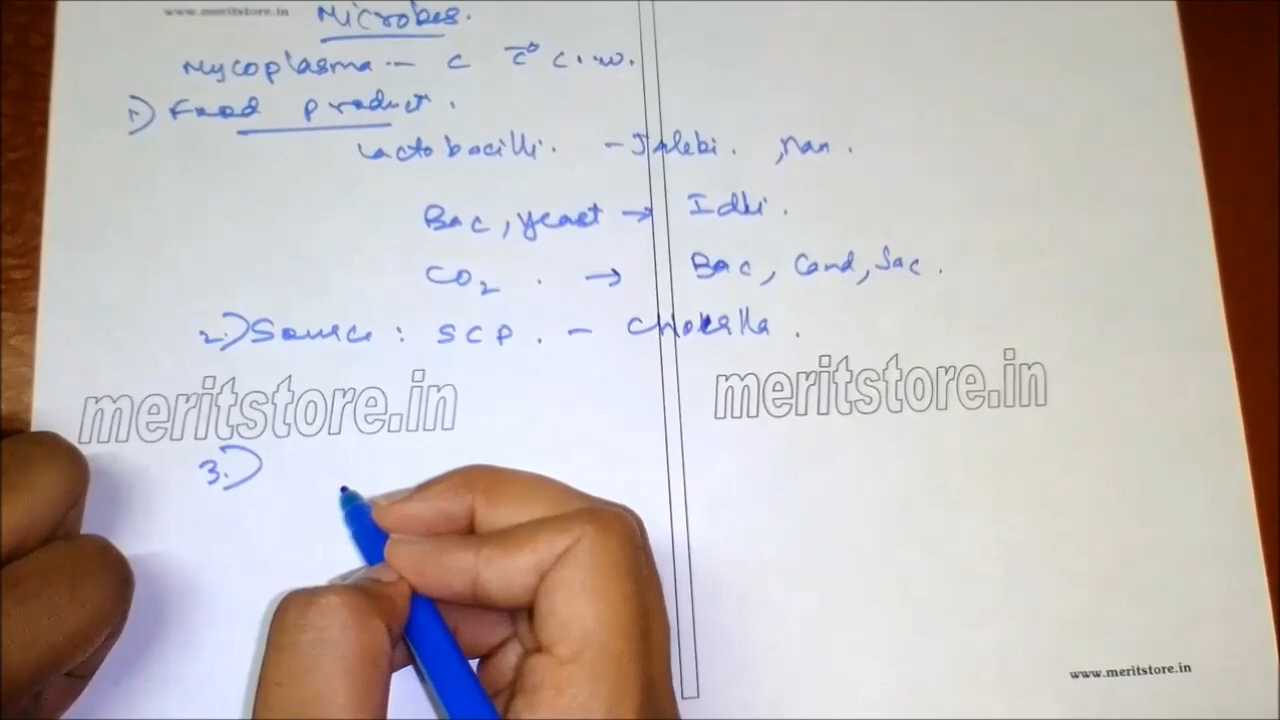 www.meritstore.in
Microbes.
Mycoplasma - c c° c.w.
1.) Food product.
Lactobacilli. - Jalebi. , nan.
Bac, yeast → Idli.
CO2 . → Bac, Cand, Sac.
2.) Source : SCP. -
meritstore.in meritstore.in
3.)
www.meritstore.in